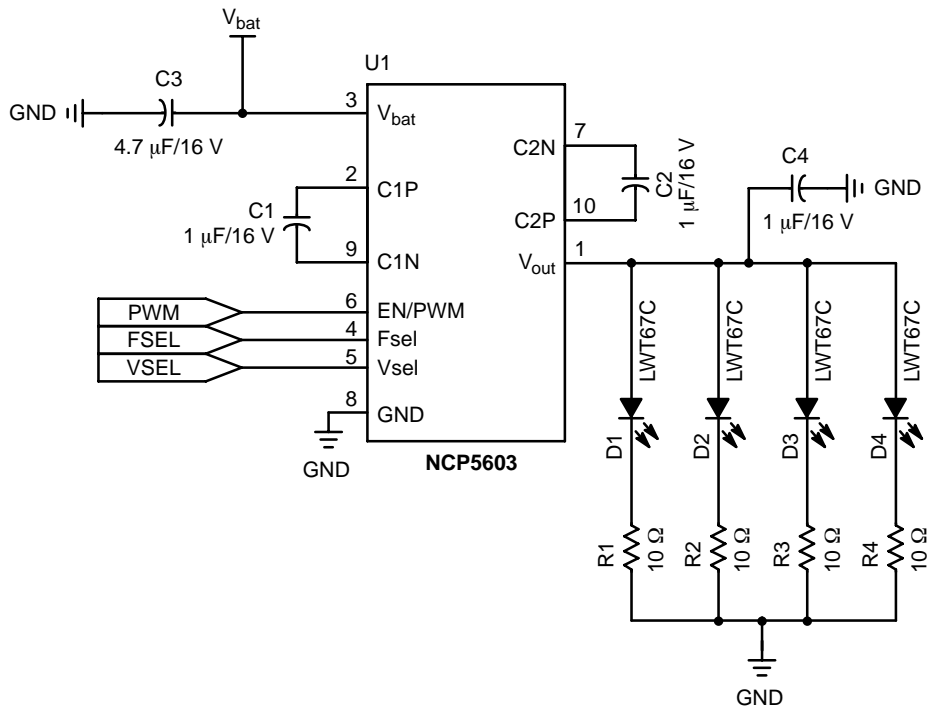 V_bat
U1
C3
GND
4.7 μF/16 V
3
V_bat
7
C2N
C2
1 μF/16 V
C4
GND
1 μF/16 V
2
C1P
C1
1 μF/16 V
10
C2P
9
C1N
1
V_out
PWM
6
EN/PWM
FSEL
4
Fsel
VSEL
5
Vsel
8
GND
GND
NCP5603
LWT67C
LWT67C
LWT67C
LWT67C
D1
D2
D3
D4
R1
10 Ω
R2
10 Ω
R3
10 Ω
R4
10 Ω
GND